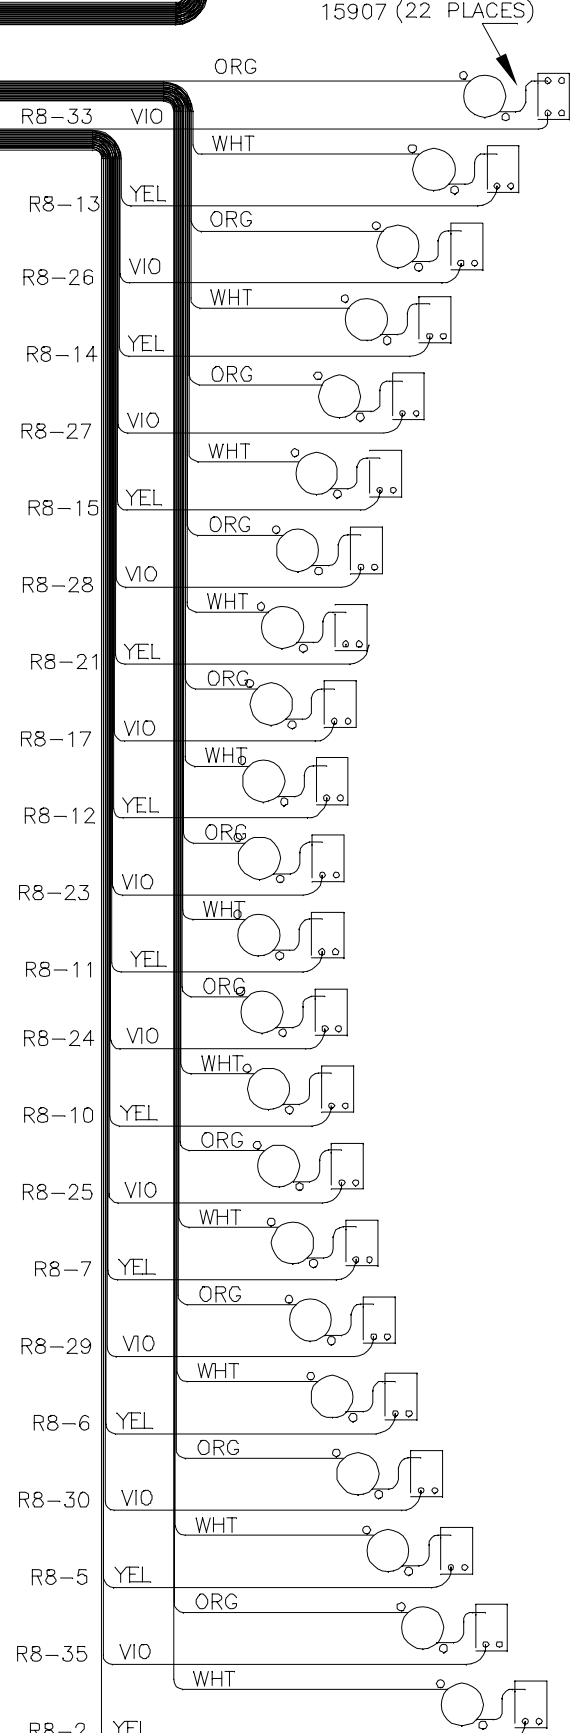 15907 (22 PLACES)
ORG
R8-33 VIO
WHT
R8-13 YEL
ORG
R8-26 VIO
WHT
R8-14 YEL
ORG
R8-27 VIO
WHT
R8-15 YEL
ORG
R8-28 VIO
WHT
R8-21 YEL
ORG
R8-17 VIO
WHT
R8-12 YEL
ORG
R8-23 VIO
WHT
R8-11 YEL
ORG
R8-24 VIO
WHT
R8-10 YEL
ORG
R8-25 VIO
WHT
R8-7 YEL
ORG
R8-29 VIO
WHT
R8-6 YEL
ORG
R8-30 VIO
WHT
R8-5 YEL
ORG
R8-35 VIO
WHT
R8-2 YEL